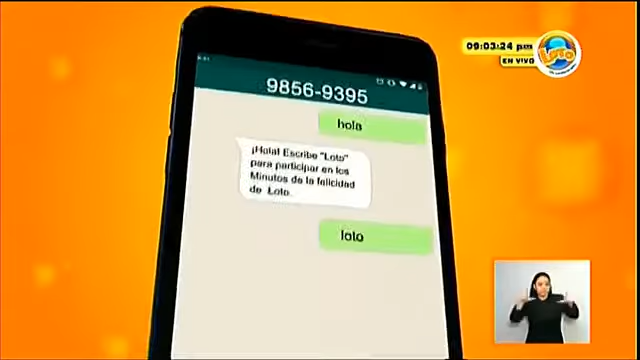 09:03:24 pm
EN VIVO
LOTO
9856-9395
hola
¡Hola! Escribe "Loto"
para participar en los
Minutos de la felicidad
de Loto.
loto